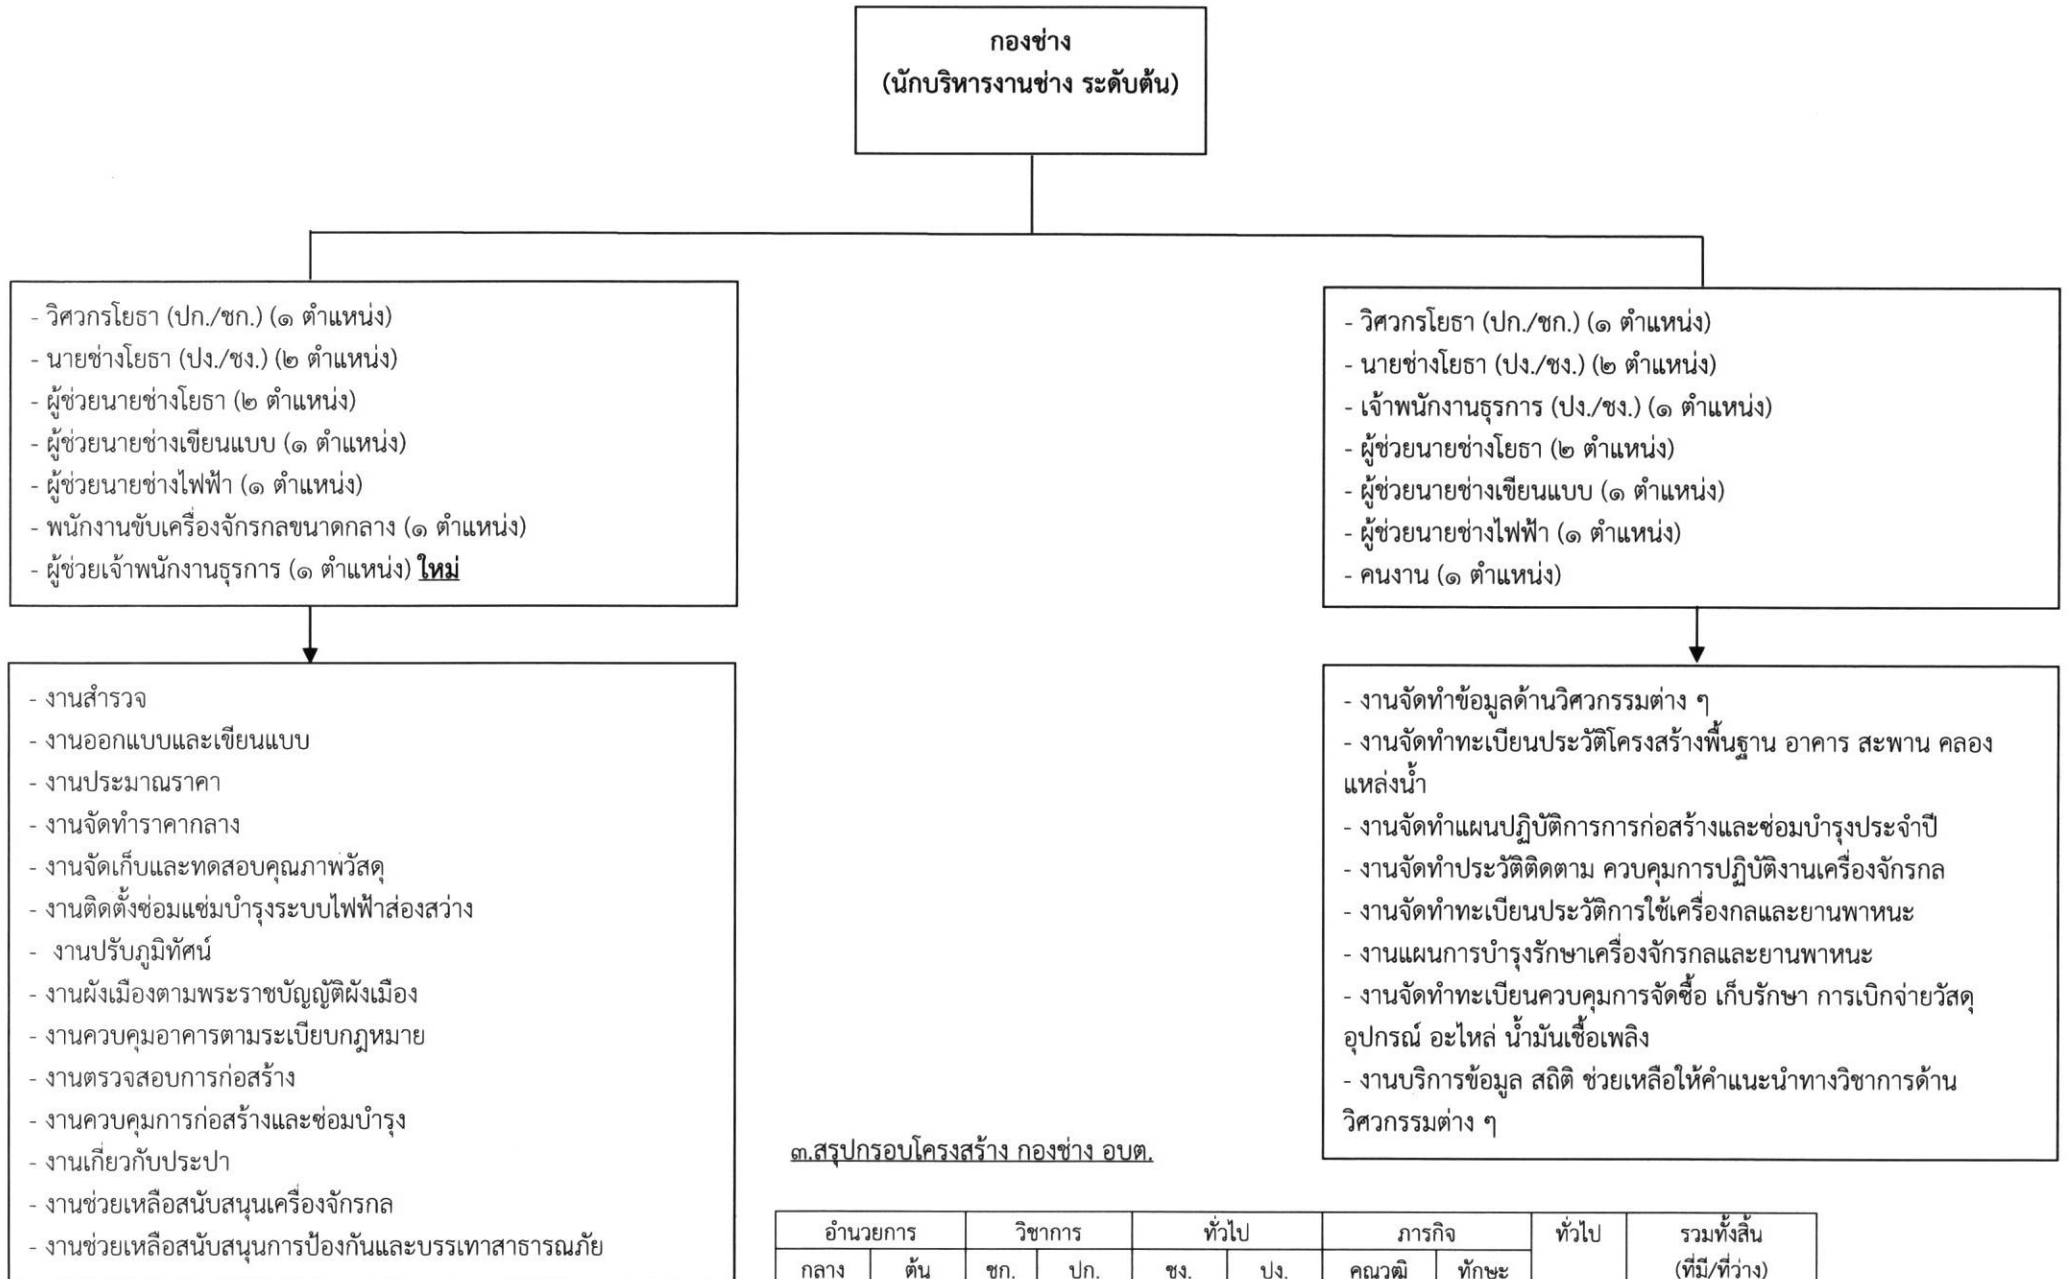 กองช่าง
(นักบริหารงานช่าง ระดับต้น)
- วิศวกรโยธา (ปก./ชก.) (๑ ตำแหน่ง)
- นายช่างโยธา (ปง./ชง.) (๒ ตำแหน่ง)
- ผู้ช่วยนายช่างโยธา (๒ ตำแหน่ง)
- ผู้ช่วยนายช่างเขียนแบบ (๑ ตำแหน่ง)
- ผู้ช่วยนายช่างไฟฟ้า (๑ ตำแหน่ง)
- พนักงานขับเครื่องจักรกลขนาดกลาง (๑ ตำแหน่ง)
- ผู้ช่วยเจ้าพนักงานธุรการ (๑ ตำแหน่ง) ใหม่
- วิศวกรโยธา (ปก./ชก.) (๑ ตำแหน่ง)
- นายช่างโยธา (ปง./ชง.) (๒ ตำแหน่ง)
- เจ้าพนักงานธุรการ (ปง./ชง.) (๑ ตำแหน่ง)
- ผู้ช่วยนายช่างโยธา (๒ ตำแหน่ง)
- ผู้ช่วยนายช่างเขียนแบบ (๑ ตำแหน่ง)
- ผู้ช่วยนายช่างไฟฟ้า (๑ ตำแหน่ง)
- คนงาน (๑ ตำแหน่ง)
- งานสำรวจ
- งานออกแบบและเขียนแบบ
- งานประมาณราคา
- งานจัดทำราคากลาง
- งานจัดเก็บและทดสอบคุณภาพวัสดุ
- งานติดตั้งซ่อมแซ่มบำรุงระบบไฟฟ้าส่องสว่าง
- งานปรับภูมิทัศน์
- งานผังเมืองตามพระราชบัญญัติผังเมือง
- งานควบคุมอาคารตามระเบียบกฎหมาย
- งานตรวจสอบการก่อสร้าง
- งานควบคุมการก่อสร้างและซ่อมบำรุง
- งานเกี่ยวกับประปา
- งานช่วยเหลือสนับสนุนเครื่องจักรกล
- งานช่วยเหลือสนับสนุนการป้องกันและบรรเทาสาธารณภัย
- งานจัดทำข้อมูลด้านวิศวกรรมต่าง ๆ
- งานจัดทำทะเบียนประวัติโครงสร้างพื้นฐาน อาคาร สะพาน คลอง
แหล่งน้ำ
- งานจัดทำแผนปฏิบัติการการก่อสร้างและซ่อมบำรุงประจำปี
- งานจัดทำประวัติติดตาม ควบคุมการปฏิบัติงานเครื่องจักรกล
- งานจัดทำทะเบียนประวัติการใช้เครื่องกลและยานพาหนะ
- งานแผนการบำรุงรักษาเครื่องจักรกลและยานพาหนะ
- งานจัดทำทะเบียนควบคุมการจัดซื้อ เก็บรักษา การเบิกจ่ายวัสดุ
อุปกรณ์ อะไหล่ น้ำมันเชื้อเพลิง
- งานบริการข้อมูล สถิติ ช่วยเหลือให้คำแนะนำทางวิชาการด้าน
วิศวกรรมต่าง ๆ
๓.สรุปกรอบโครงสร้าง กองช่าง อบต.
อำนวยการ วิชาการ ทั่วไป ภารกิจ ทั่วไป รวมทั้งสิ้น
กลาง ต้น ชก. ปก. ชง. ปง. คุณวุฒิ ทักษะ (ที่มี/ที่ว่าง)